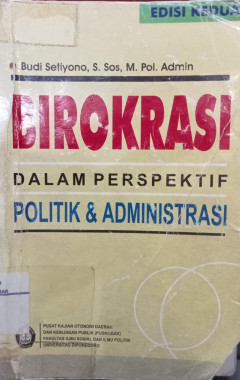 EDISI KEDUA
Budi Setiyono, S. Sos, M. Pol. Admin
BIROKRASI
DALAM PERSPEKTIF
POLITIK & ADMINISTRASI
PUSAT KAJIAN OTONOMI DAERAH
DAN KEBIJAKAN PUBLIK (PUSKODAK)
FAKULTAS ILMU SOSIAL DAN ILMU POLITIK
UNIVERSITAS DIPONEGORO